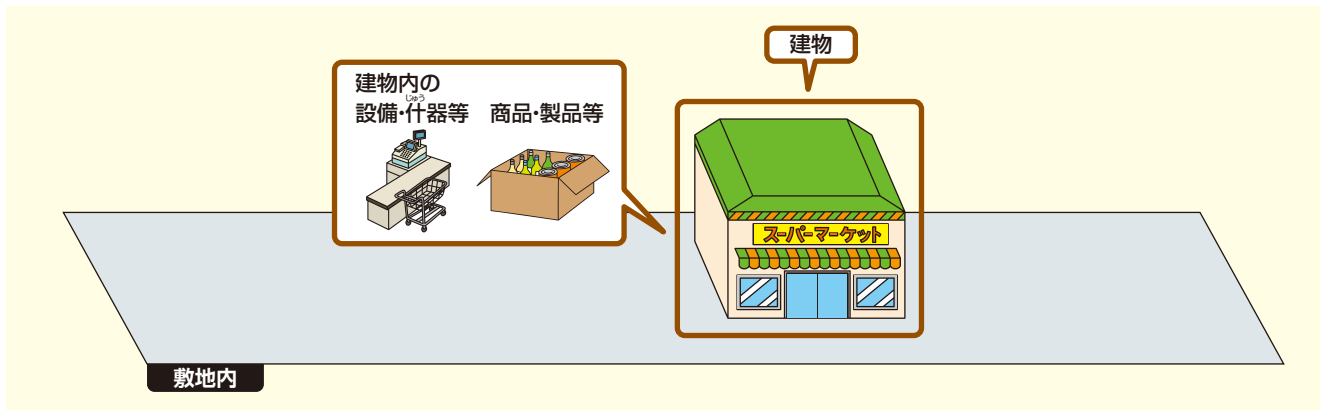 建物
建物内の
設備・什器等
じゅう
商品・製品等
スーパーマーケット
敷地内